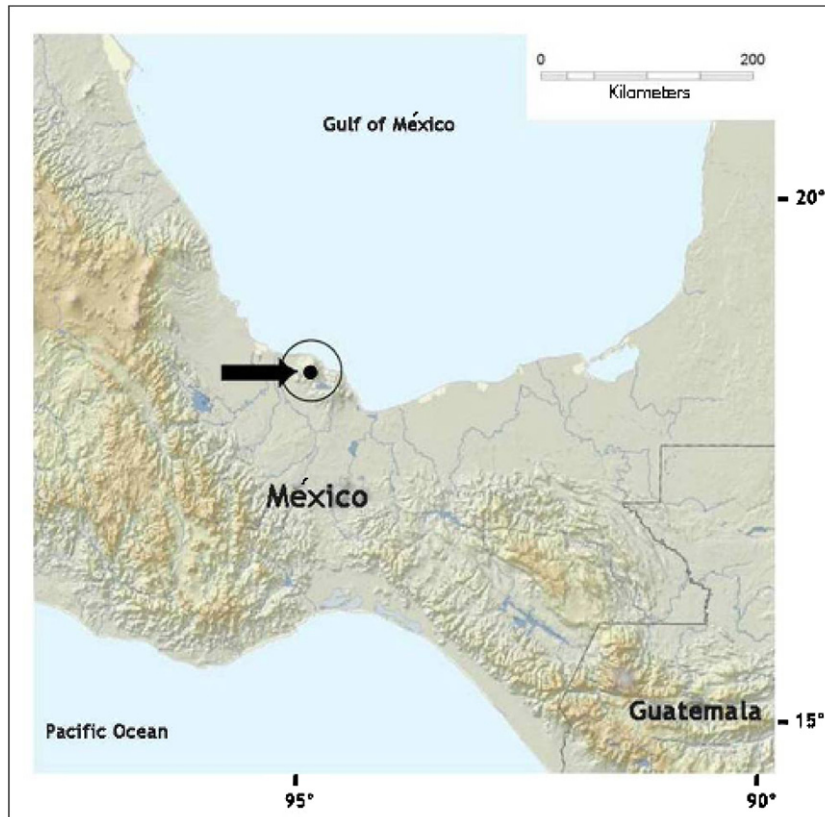 0 200
Kilometers
Gulf of México
20°
México
Guatemala
Pacific Ocean
15°
95° 90°